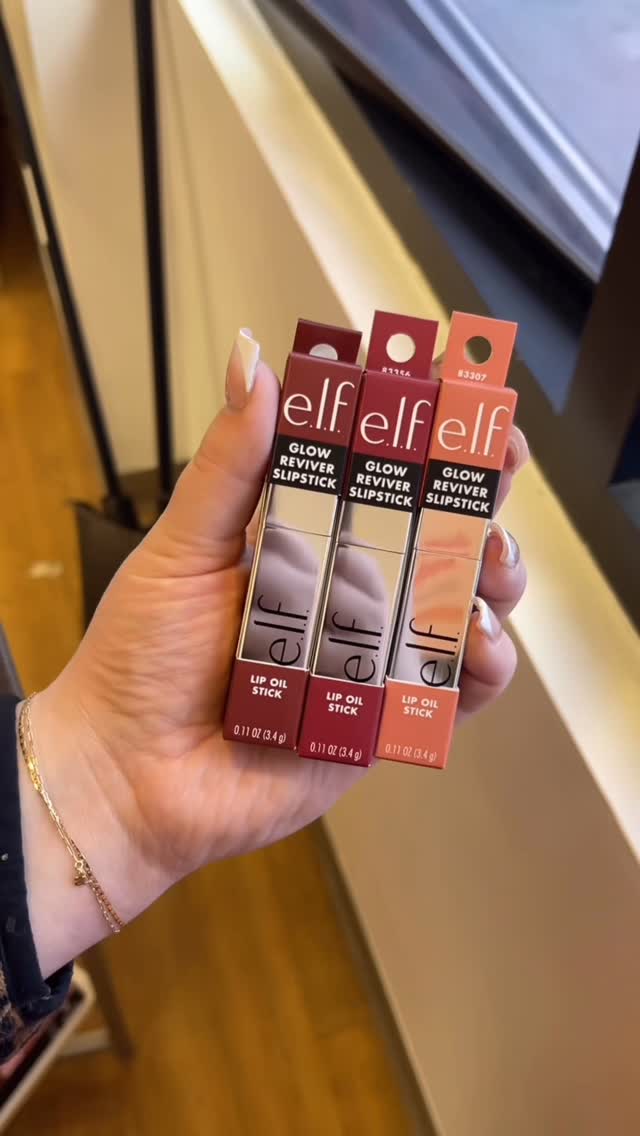 e.l.f.
GLOW
REVIVER
SLIPSTICK
e.l.f.
LIP OIL
STICK
0.11 OZ (3.4 g)
83356
e.l.f.
GLOW
REVIVER
SLIPSTICK
e.l.f.
LIP OIL
STICK
0.11 OZ (3.4 g)
83307
e.l.f.
GLOW
REVIVER
SLIPSTICK
e.l.f.
LIP OIL
STICK
0.11 OZ (3.4 g)